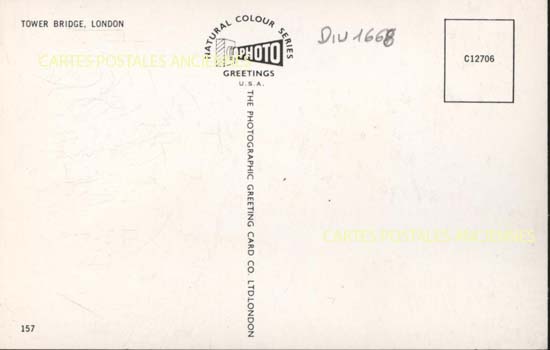 TOWER BRIDGE, LONDON
NATURAL COLOUR SERIES
PHOTO
GREETINGS
U.S.A.
Div 1668
C12706
CARTES POSTALES ANCIENNES
THE PHOTOGRAPHIC GREETING CARD CO. LTD. LONDON
CARTES POSTALES ANCIENNES
157